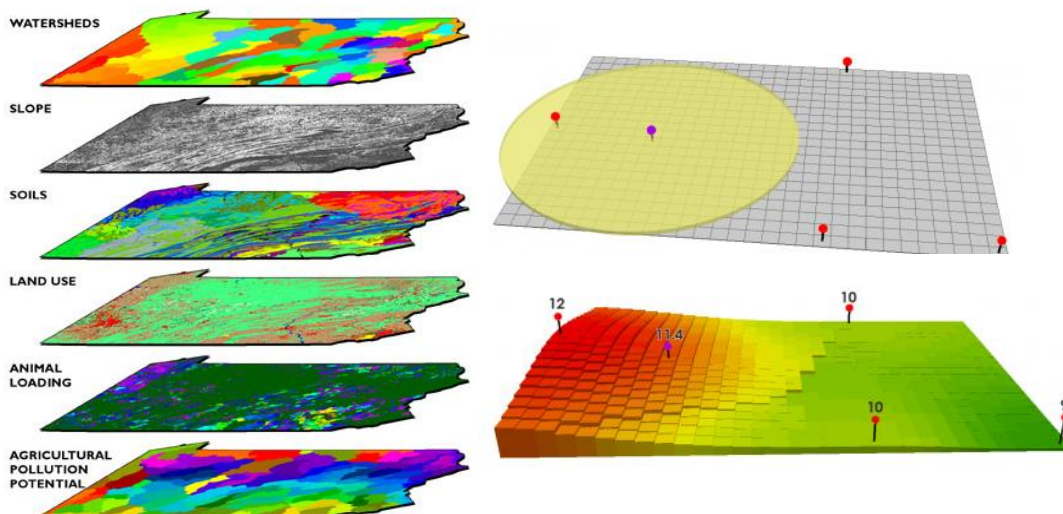 WATERSHEDS
SLOPE
SOILS
LAND USE
ANIMAL
LOADING
AGRICULTURAL
POLLUTION
POTENTIAL
12
10
11.4
10